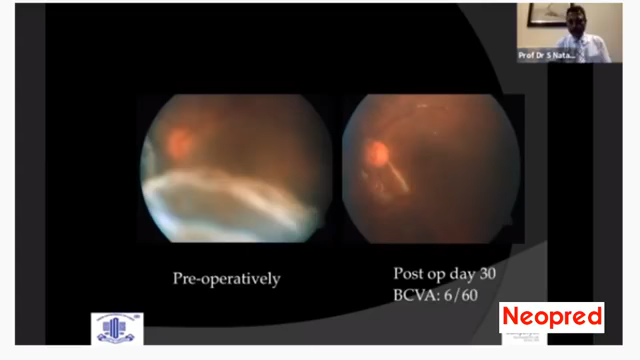 Prof Dr S Nata...
Pre-operatively
Post op day 30
BCVA: 6/60
Neopred